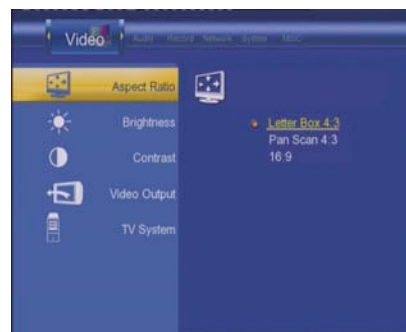 Video Audio Record Network System Misc
Aspect Ratio
Brightness
Contrast
Video Output
TV System
Letter Box 4:3
Pan Scan 4:3
16:9